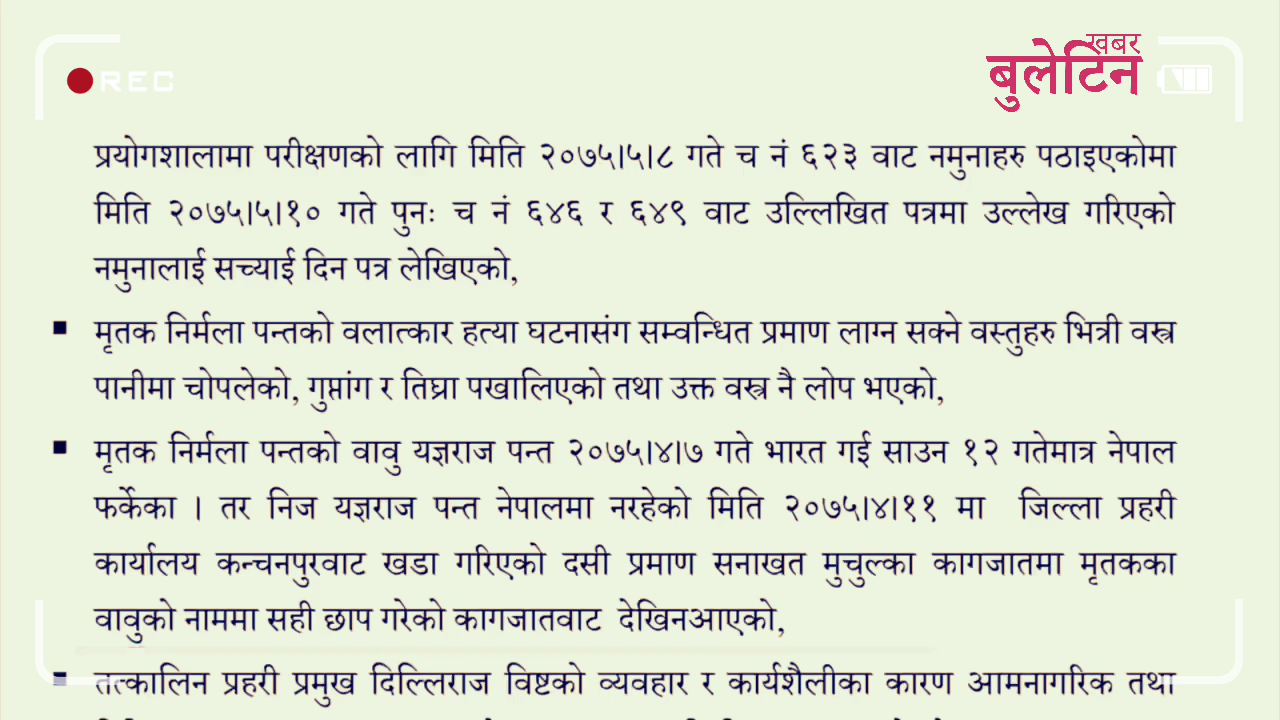 REC
खबर
बुलेटिन
प्रयोगशालामा परीक्षणको लागि मिति २०७५।५।८ गते च नं ६२३ वाट नमुनाहरु पठाइएकोमा
मिति २०७५।५।१० गते पुनः च नं ६४६ र ६४९ वाट उल्लिखित पत्रमा उल्लेख गरिएको
नमुनालाई सच्याई दिन पत्र लेखिएको,
▪ मृतक निर्मला पन्तको वलात्कार हत्या घटनासंग सम्वन्धित प्रमाण लाग्न सक्ने वस्तुहरु भित्री वस्त्र
पानीमा चोपलेको, गुप्तांग र तिघ्रा पखालिएको तथा उक्त वस्त्र नै लोप भएको,
▪ मृतक निर्मला पन्तको वावु यज्ञराज पन्त २०७५।४।७ गते भारत गई साउन १२ गतेमात्र नेपाल
फर्केका । तर निज यज्ञराज पन्त नेपालमा नरहेको मिति २०७५।४।११ मा जिल्ला प्रहरी
कार्यालय कन्चनपुरवाट खडा गरिएको दसी प्रमाण सनाखत मुचुल्का कागजातमा मृतकका
वावुको नाममा सही छाप गरेको कागजातवाट देखिनआएको,
▪ तत्कालिन प्रहरी प्रमुख दिल्लिराज विष्टको व्यवहार र कार्यशैलीका कारण आमनागरिक तथा